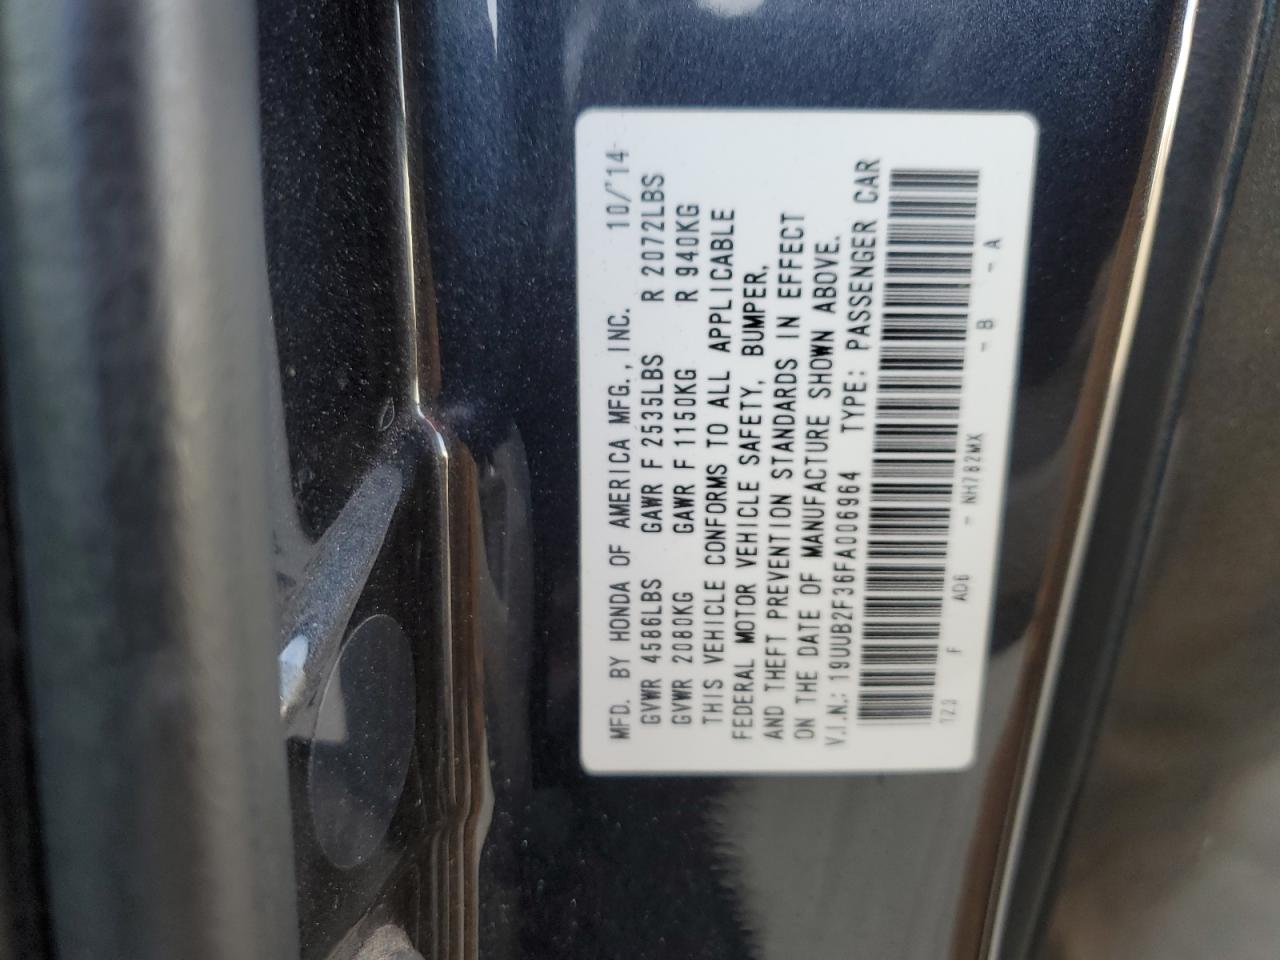 MFD. BY HONDA OF AMERICA MFG., INC. 10/'14
GVWR 4586LBS GAWR F 2535LBS R 2072LBS
GVWR 2080KG GAWR F 1150KG R 940KG
THIS VEHICLE CONFORMS TO ALL APPLICABLE
FEDERAL MOTOR VEHICLE SAFETY, BUMPER,
AND THEFT PREVENTION STANDARDS IN EFFECT
ON THE DATE OF MANUFACTURE SHOWN ABOVE.
V.I.N.: 19UUB2F36FA006964 TYPE: PASSENGER CAR
TZ3 F AD6 - NH782MX - B - A